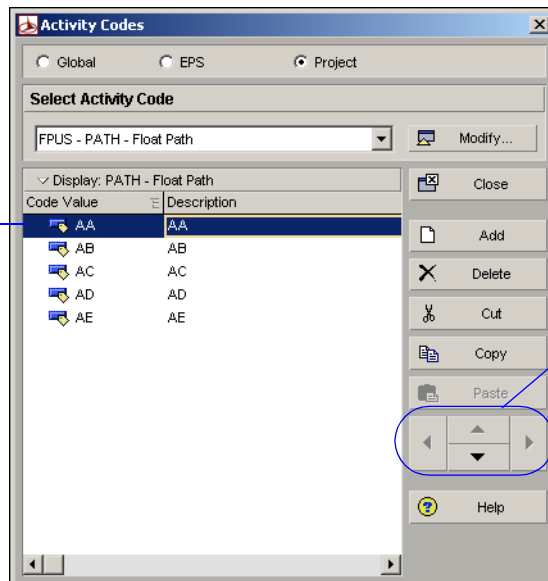 Activity Codes
Global EPS Project
Select Activity Code
FPUS - PATH - Float Path
Modify...
Display: PATH - Float Path
Close
Code Value Description
AA AA
Add
AB AB
AC AC
Delete
AD AD
AE AE
Cut
Copy
Paste
Help